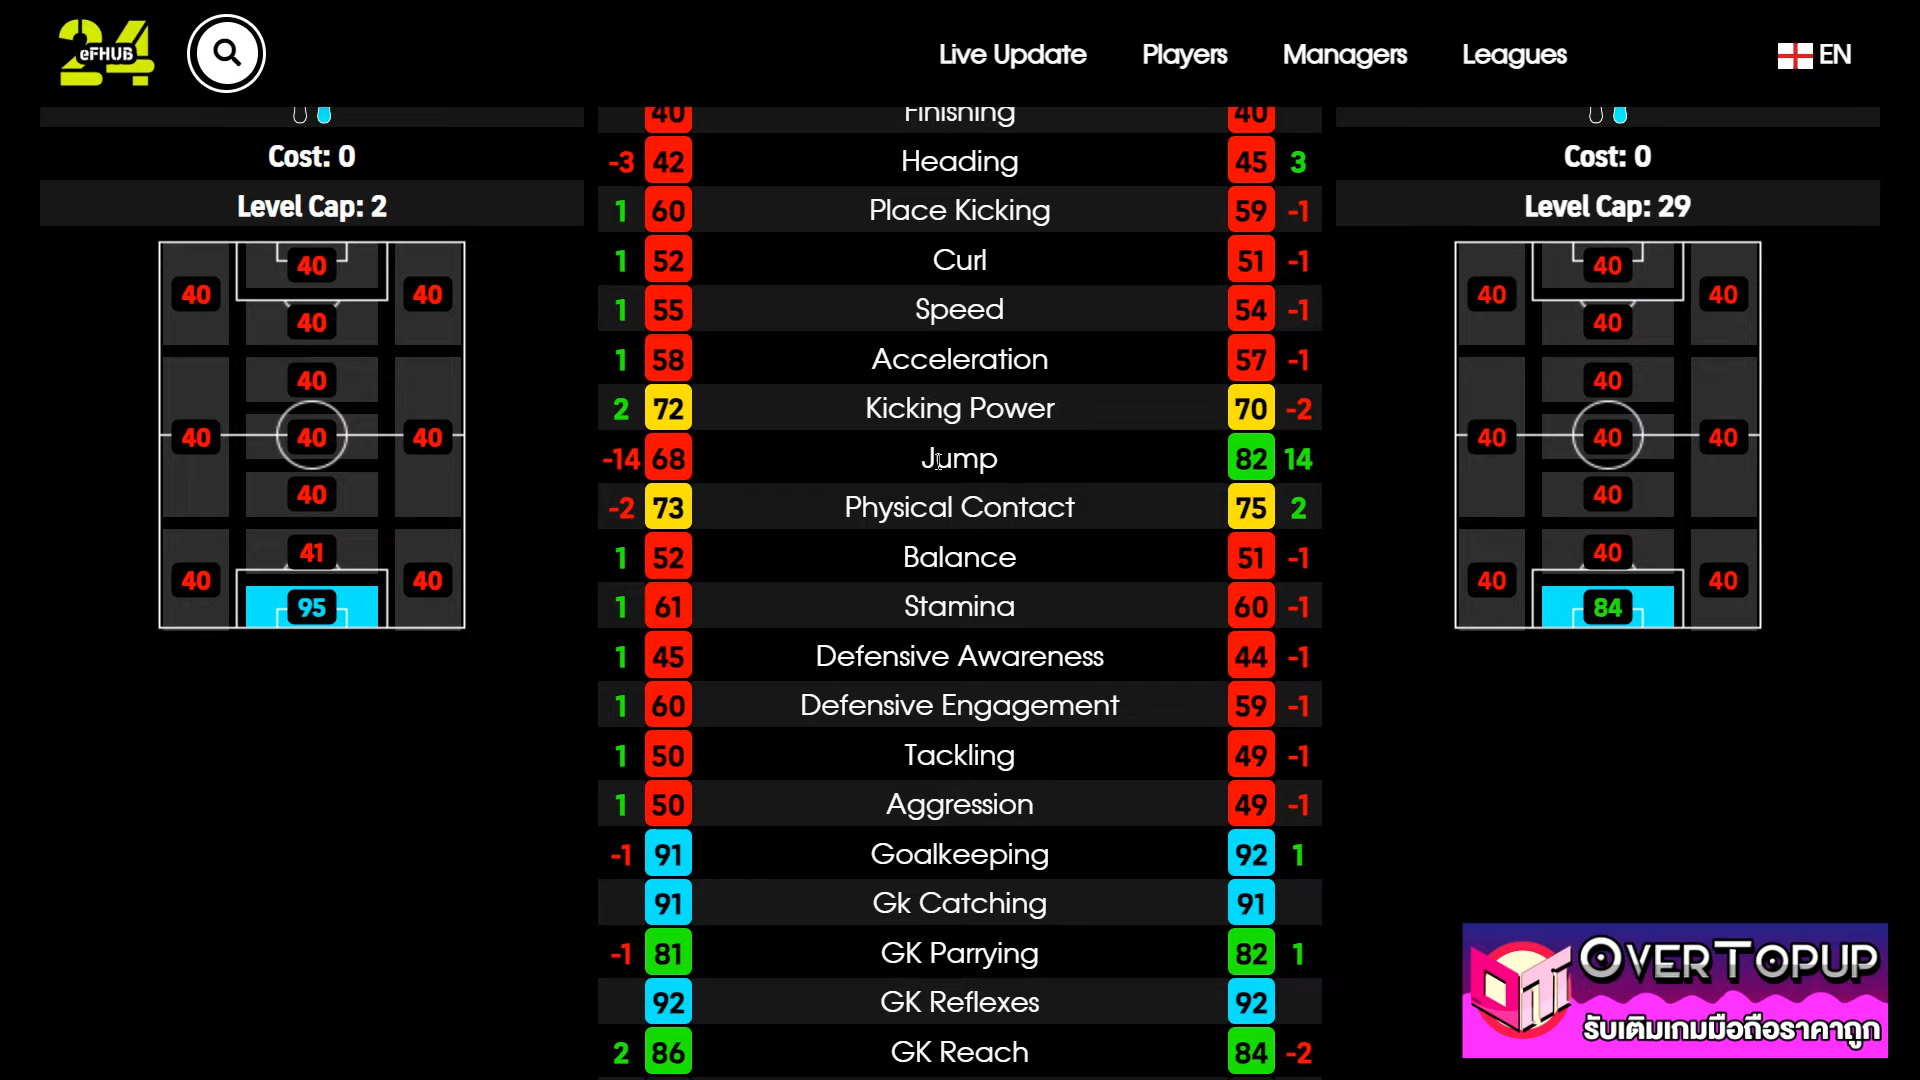 24
eFHUB
Live Update
Players
Managers
Leagues
EN
40 Finishing 40
-3 42 Heading 45 3
1 60 Place Kicking 59 -1
1 52 Curl 51 -1
1 55 Speed 54 -1
1 58 Acceleration 57 -1
2 72 Kicking Power 70 -2
-14 68 Jump 82 14
-2 73 Physical Contact 75 2
1 52 Balance 51 -1
1 61 Stamina 60 -1
1 45 Defensive Awareness 44 -1
1 60 Defensive Engagement 59 -1
1 50 Tackling 49 -1
1 50 Aggression 49 -1
-1 91 Goalkeeping 92 1
91 Gk Catching 91
-1 81 GK Parrying 82 1
92 GK Reflexes 92
2 86 GK Reach 84 -2
Cost: 0
Level Cap: 2
40
40 40
40
40
40 40 40
40
41
40 40
95
Cost: 0
Level Cap: 29
40
40 40
40
40
40 40 40
40
40
40 40
84
OVERTOPUP
รับเติมเกมมือถือราคาถูก